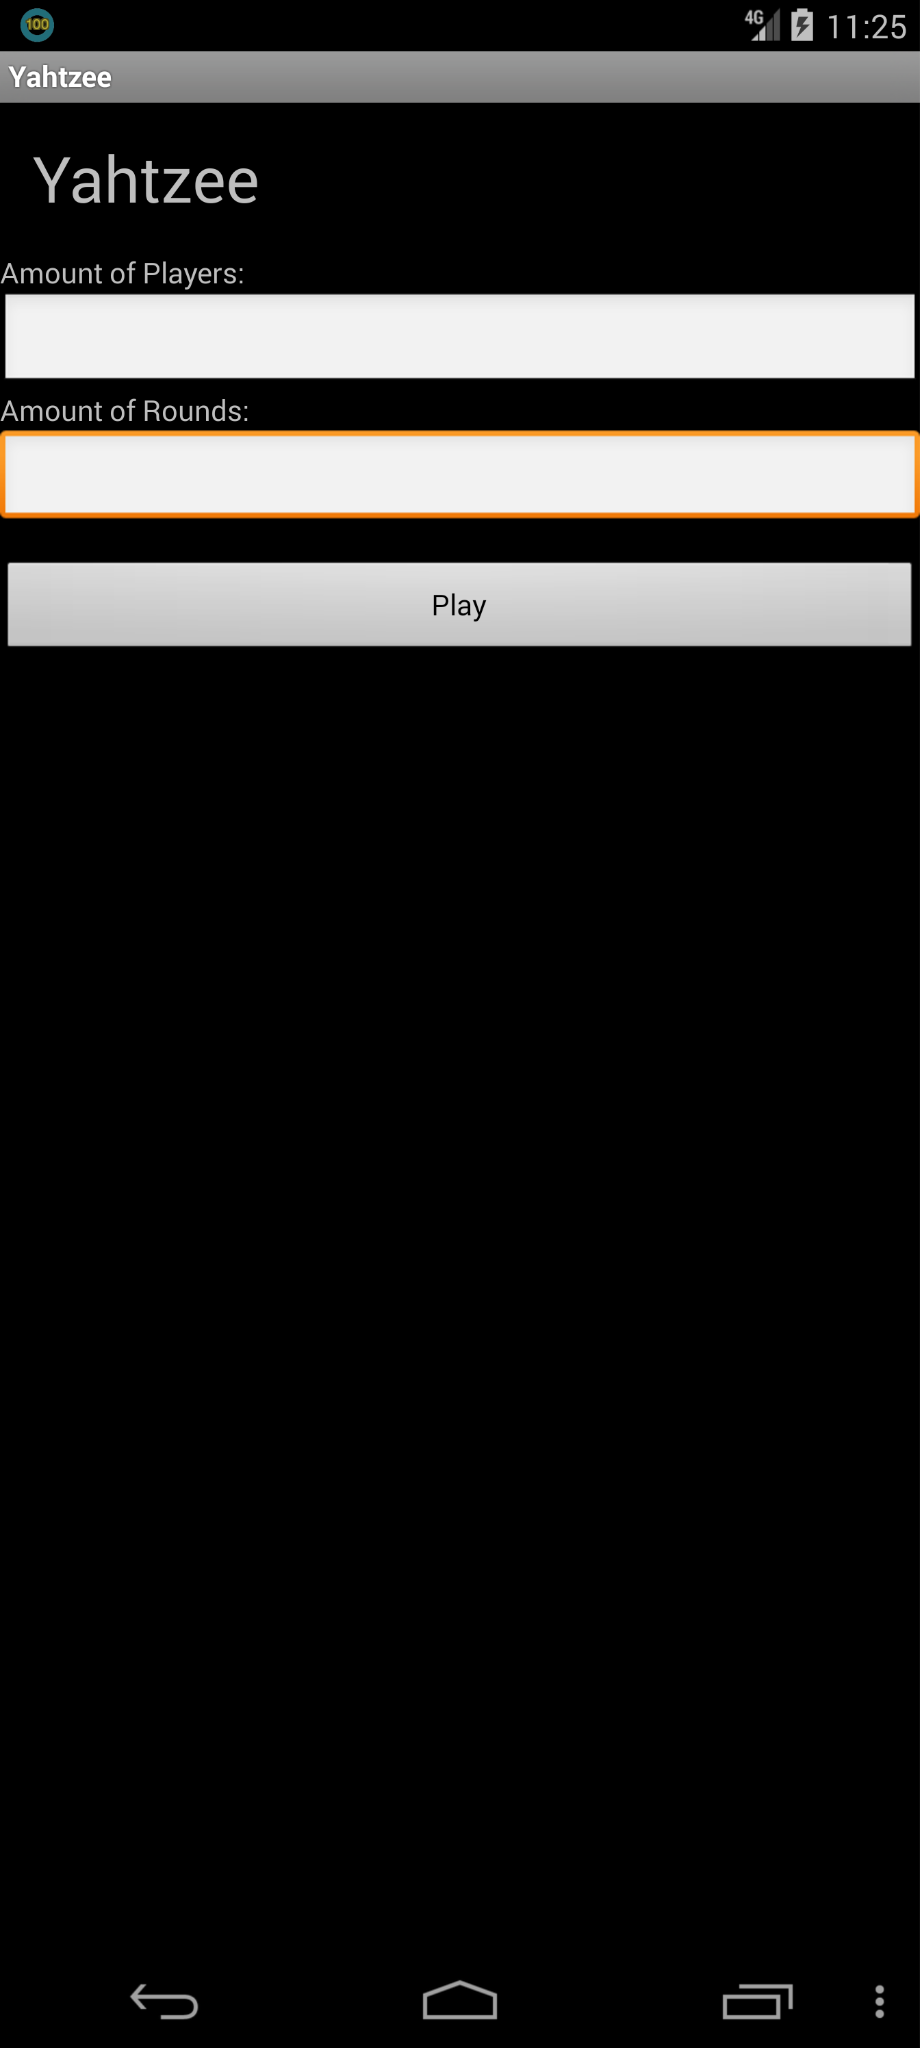 100
4G
11:25
Yahtzee
Yahtzee
Amount of Players:
Amount of Rounds:
Play